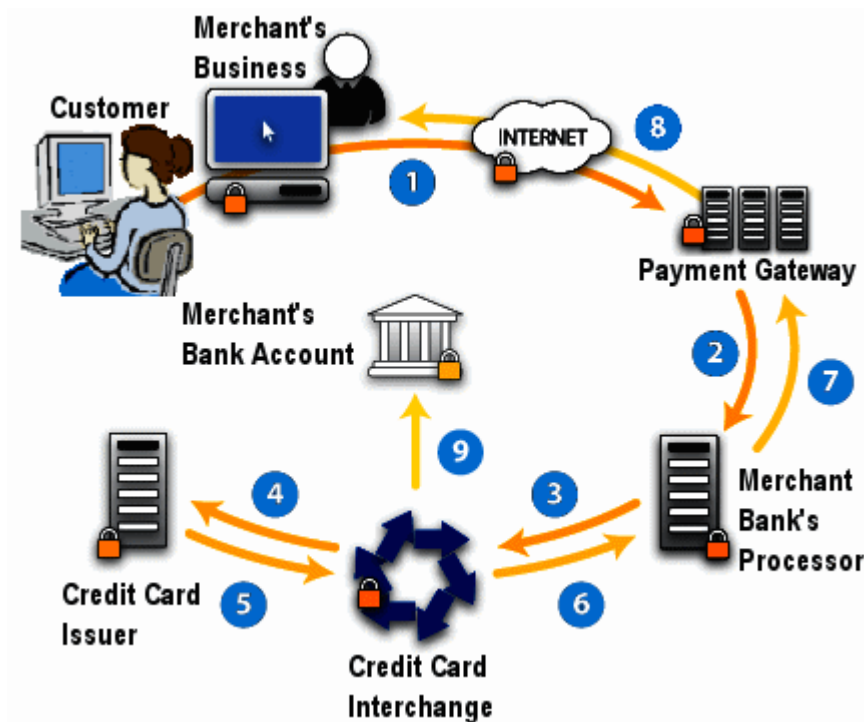 Merchant's
Business
Customer
INTERNET
8
1
Payment Gateway
Merchant's
Bank Account
2
7
9
4
3
Merchant
Bank's
Processor
5
6
Credit Card
Issuer
Credit Card
Interchange